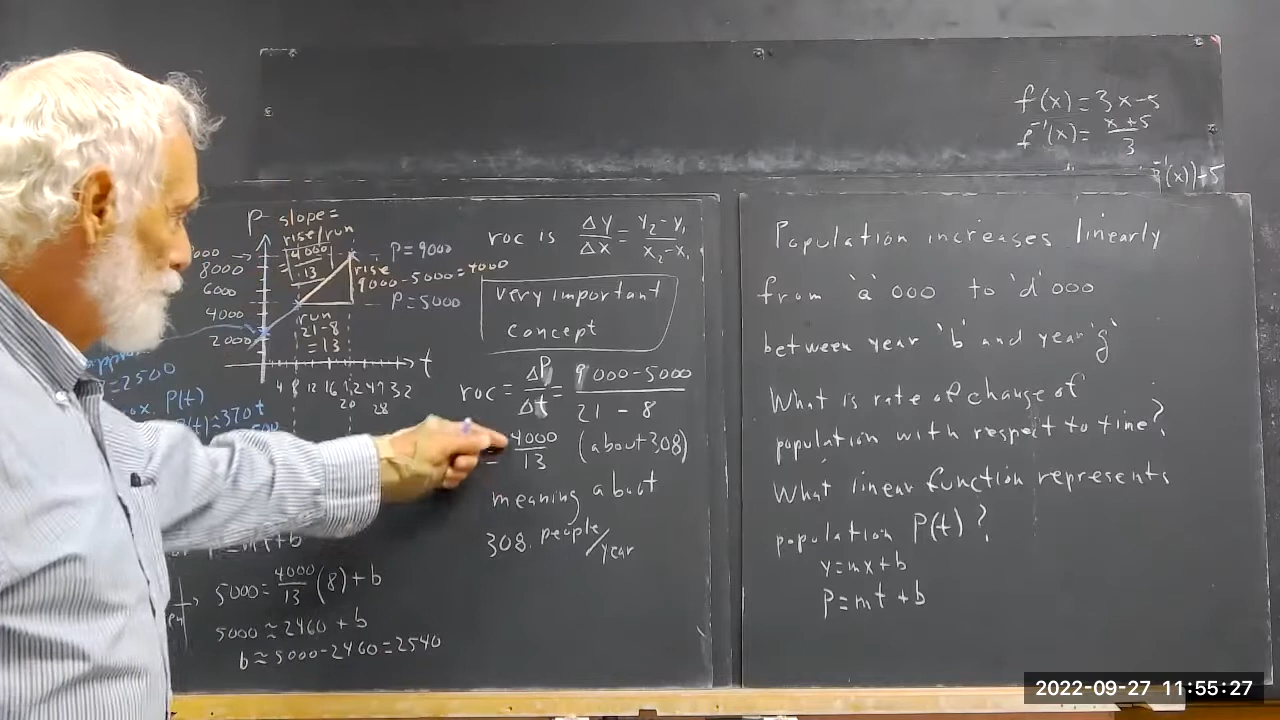 f(x) = 3x-5
f⁻¹(x) = x+5
3
⁻¹(x))+5
P
slope =
rise/run
= 4000
13
000
8000
6000
4000
2000
P = 9000
rise
9000-5000 = 4000
P = 5000
run
21-8
= 13
t
4 8 12 16
20
28
32
= 2500
P(t)
P(t) ≈ 370t
= mt+b
5000 = 4000/13 (8) + b
5000 ≈ 2460 + b
b ≈ 5000-2460 = 2540
roc is ΔY/ΔX = Y₂-Y₁/X₂-X₁
very important
concept
roc = ΔP/Δt = 9000-5000/21-8
= 4000/13 (about 308)
meaning about
308 people/year
Population increases linearly
from 'a' 000 to 'd' 000
between year 'b' and year 'g'
What is rate of change of
population with respect to time?
What linear function represents
population P(t)?
y = mx+b
P = mt + b
2022-09-27 11:55:27